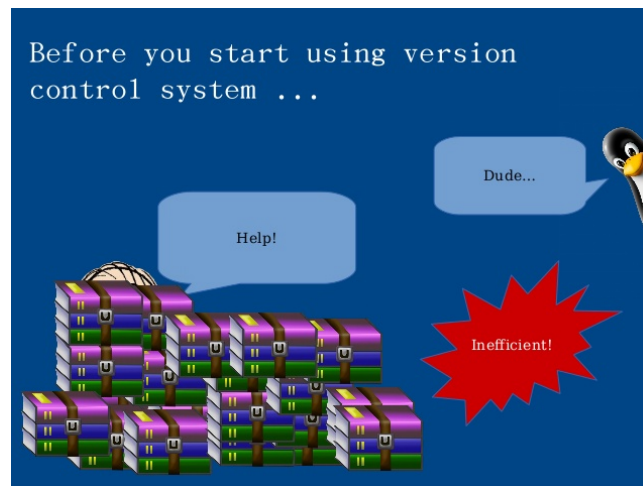 Before you start using version
control system ...
Dude...
Help!
Inefficient!